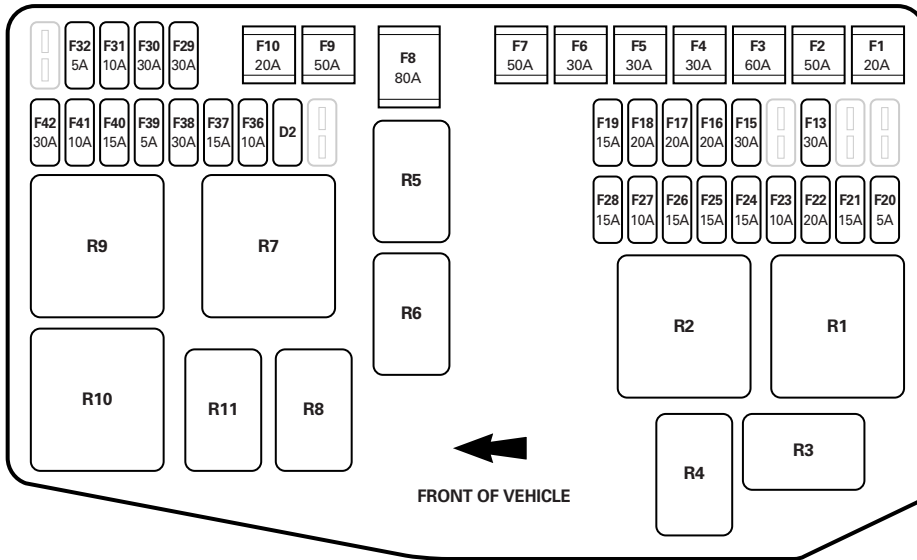 F32 F31 F30 F29
5A 10A 30A 30A
F10 F9
20A 50A
F8
80A
F7 F6 F5 F4 F3 F2 F1
50A 30A 30A 30A 60A 50A 20A
F42 F41 F40 F39 F38 F37 F36 D2
30A 10A 15A 5A 30A 15A 10A
F19 F18 F17 F16 F15 F13
15A 20A 20A 20A 30A 30A
R5
F28 F27 F26 F25 F24 F23 F22 F21 F20
15A 10A 15A 15A 15A 10A 20A 15A 5A
R9 R7
R6
R2 R1
R10 R11 R8
R4 R3
FRONT OF VEHICLE